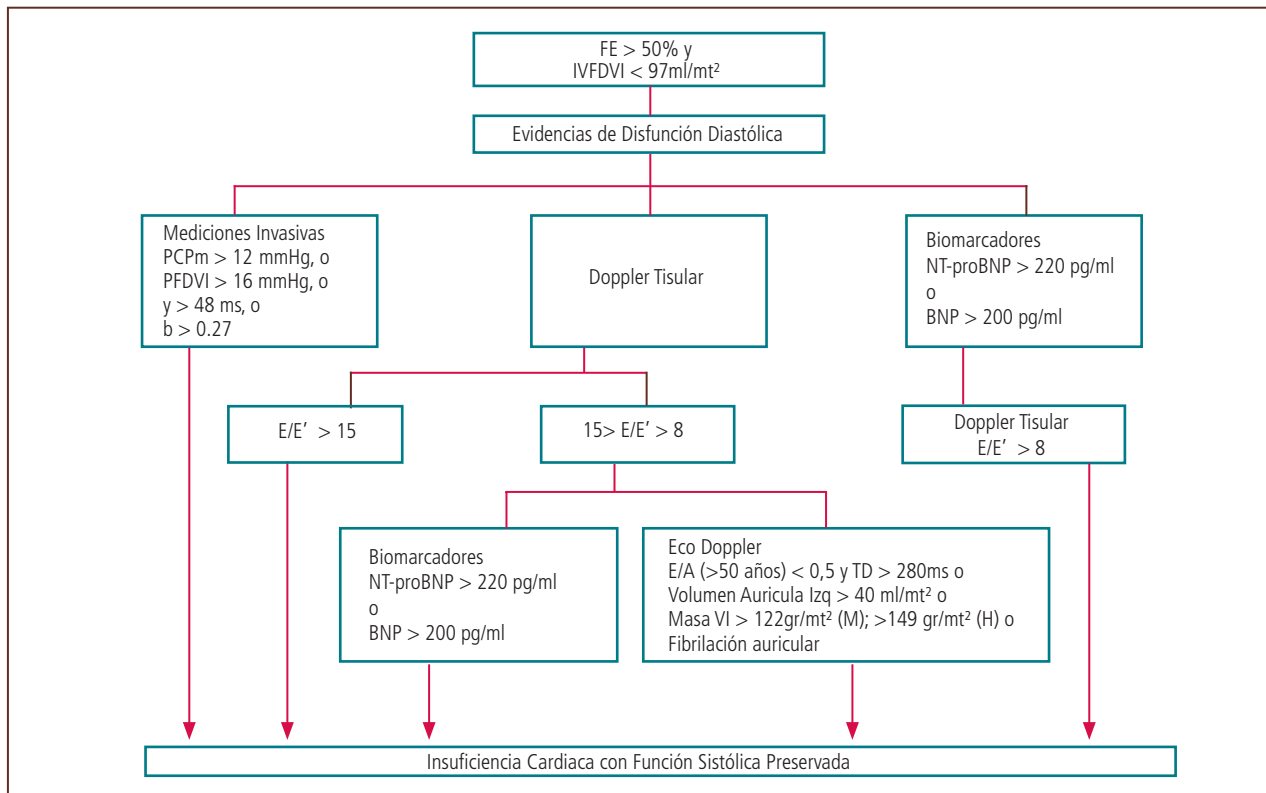 FE > 50% y
IVFDVI < 97ml/mt²
Evidencias de Disfunción Diastólica
Mediciones Invasivas
PCPm > 12 mmHg, o
PFDVI > 16 mmHg, o
y > 48 ms, o
b > 0.27
Doppler Tisular
Biomarcadores
NT-proBNP > 220 pg/ml
o
BNP > 200 pg/ml
E/E′ > 15
15> E/E′ > 8
Doppler Tisular
E/E′ > 8
Biomarcadores
NT-proBNP > 220 pg/ml
o
BNP > 200 pg/ml
Eco Doppler
E/A (>50 años) < 0,5 y TD > 280ms o
Volumen Auricula Izq > 40 ml/mt² o
Masa VI > 122gr/mt² (M); >149 gr/mt² (H) o
Fibrilación auricular
Insuficiencia Cardiaca con Función Sistólica Preservada